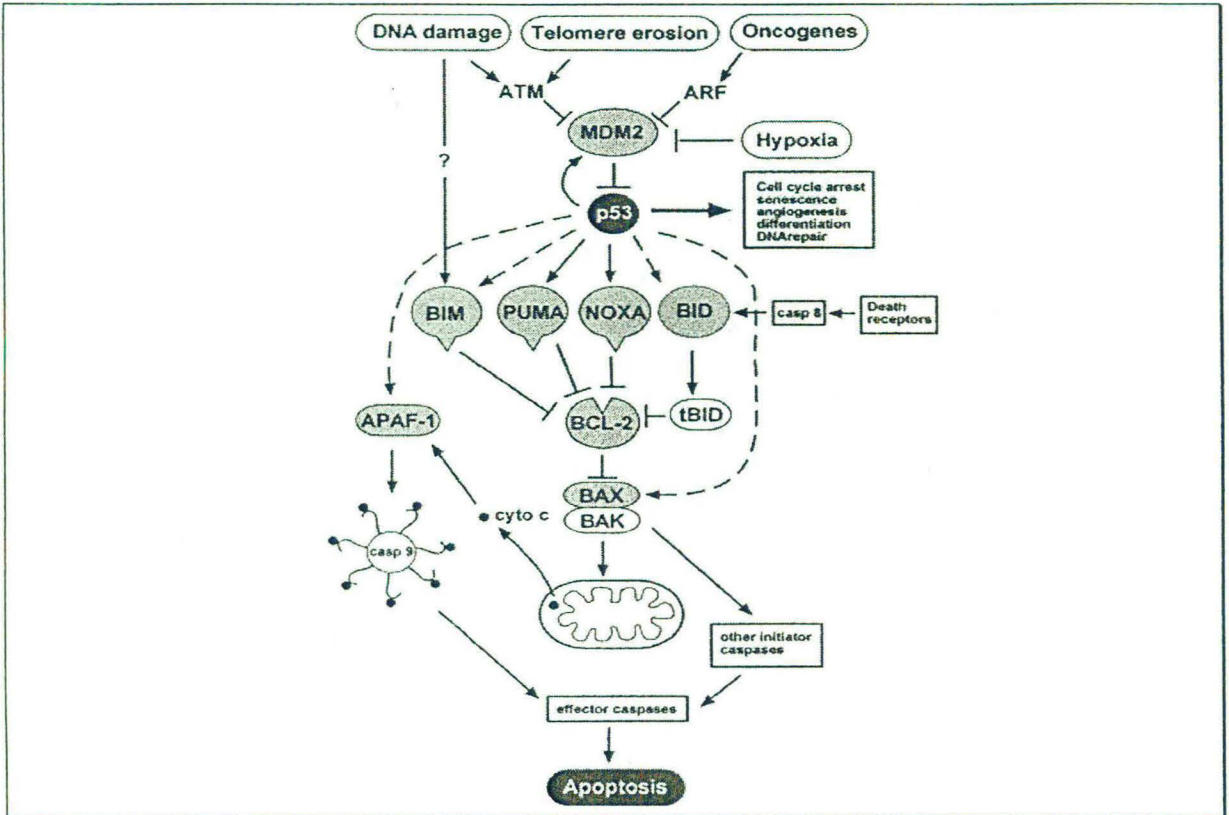 DNA damage
Telomere erosion
Oncogenes
ATM
ARF
MDM2
Hypoxia
?
p53
Cell cycle arrest
senescence
angiogenesis
differentiation
DNArepair
BIM
PUMA
NOXA
BID
casp 8
Death
receptors
APAF-1
BCL-2
tBID
BAX
BAK
cyto c
casp 9
other initiator
caspases
effector caspases
Apoptosis